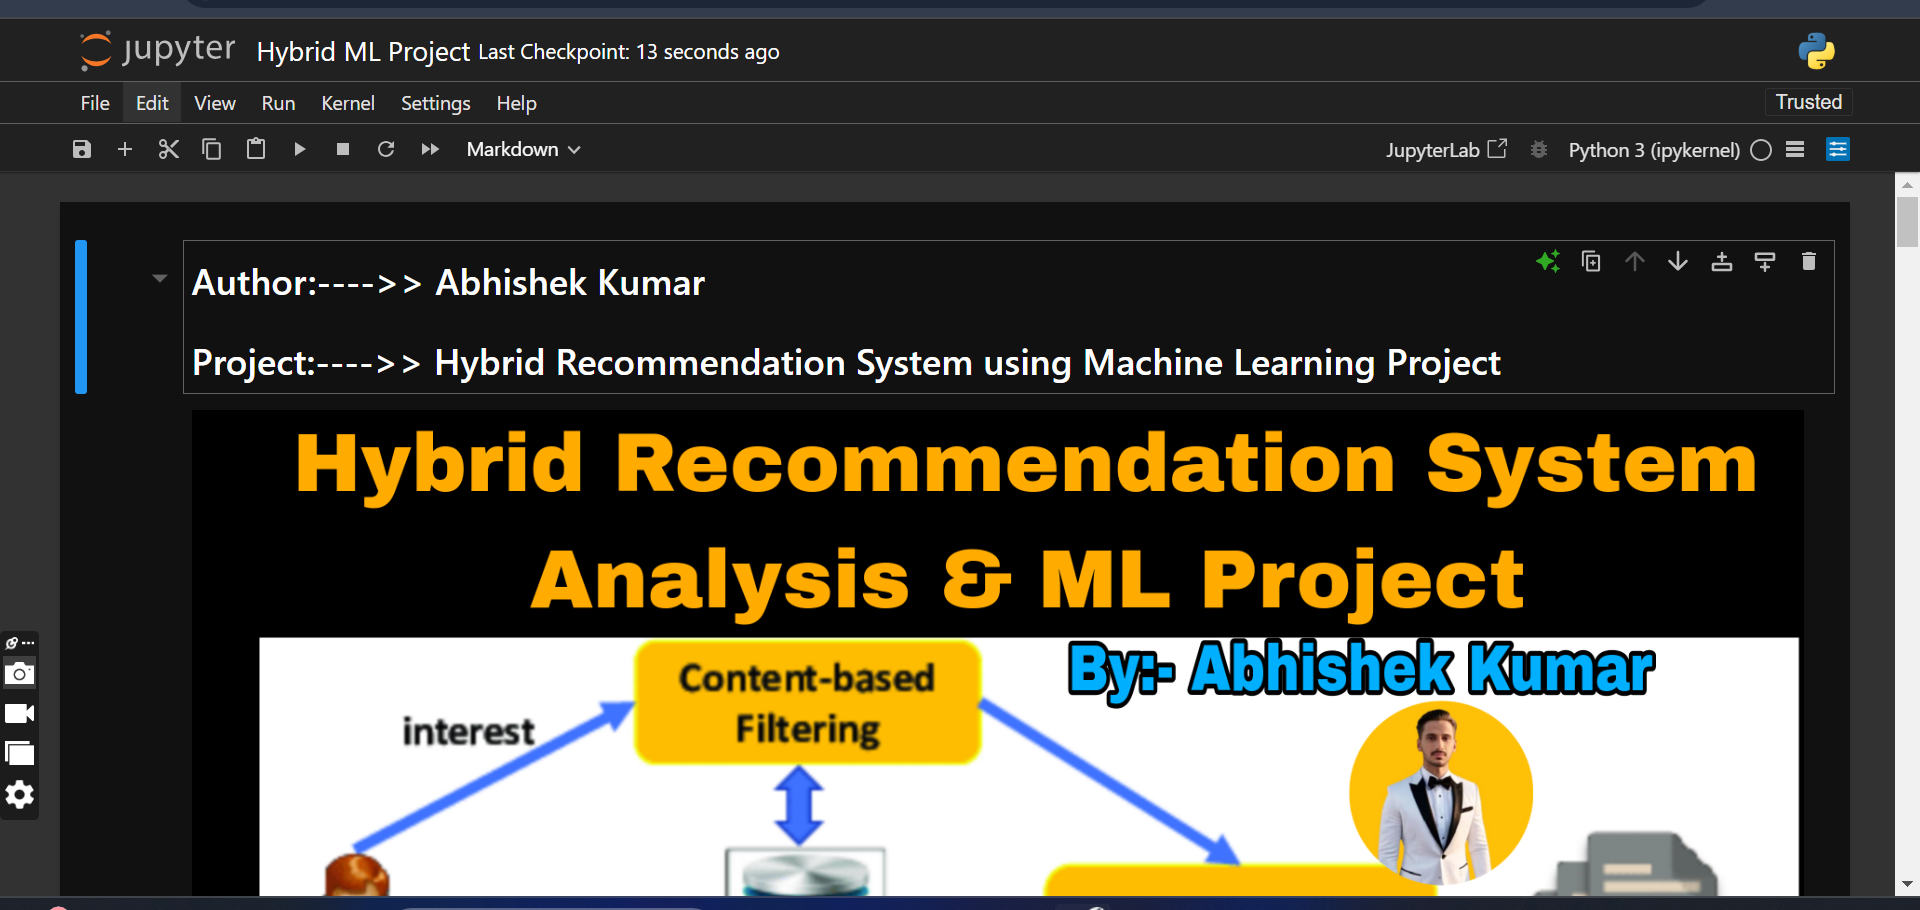 jupyter Hybrid ML Project Last Checkpoint: 13 seconds ago
File Edit View Run Kernel Settings Help Trusted
Markdown JupyterLab Python 3 (ipykernel)
Author:---->> Abhishek Kumar
Project:---->> Hybrid Recommendation System using Machine Learning Project
Hybrid Recommendation System
Analysis & ML Project
By:- Abhishek Kumar
Content-based
Filtering
interest